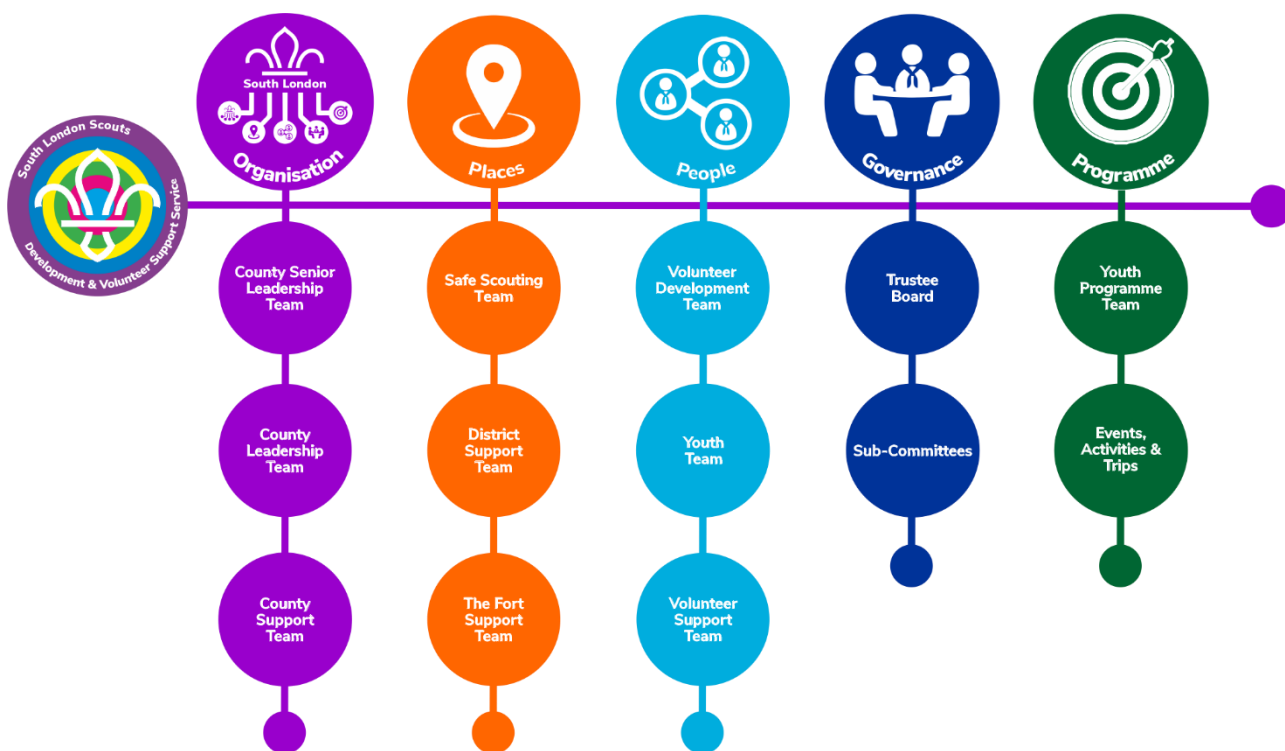 South London Scouts
Development & Volunteer Support Service
South London
Organisation
Places
People
Governance
Programme
County Senior
Leadership
Team
Safe Scouting
Team
Volunteer
Development
Team
Trustee
Board
Youth
Programme
Team
County
Leadership
Team
District
Support
Team
Youth
Team
Sub-Committees
Events,
Activities &
Trips
County
Support
Team
The Fort
Support
Team
Volunteer
Support
Team